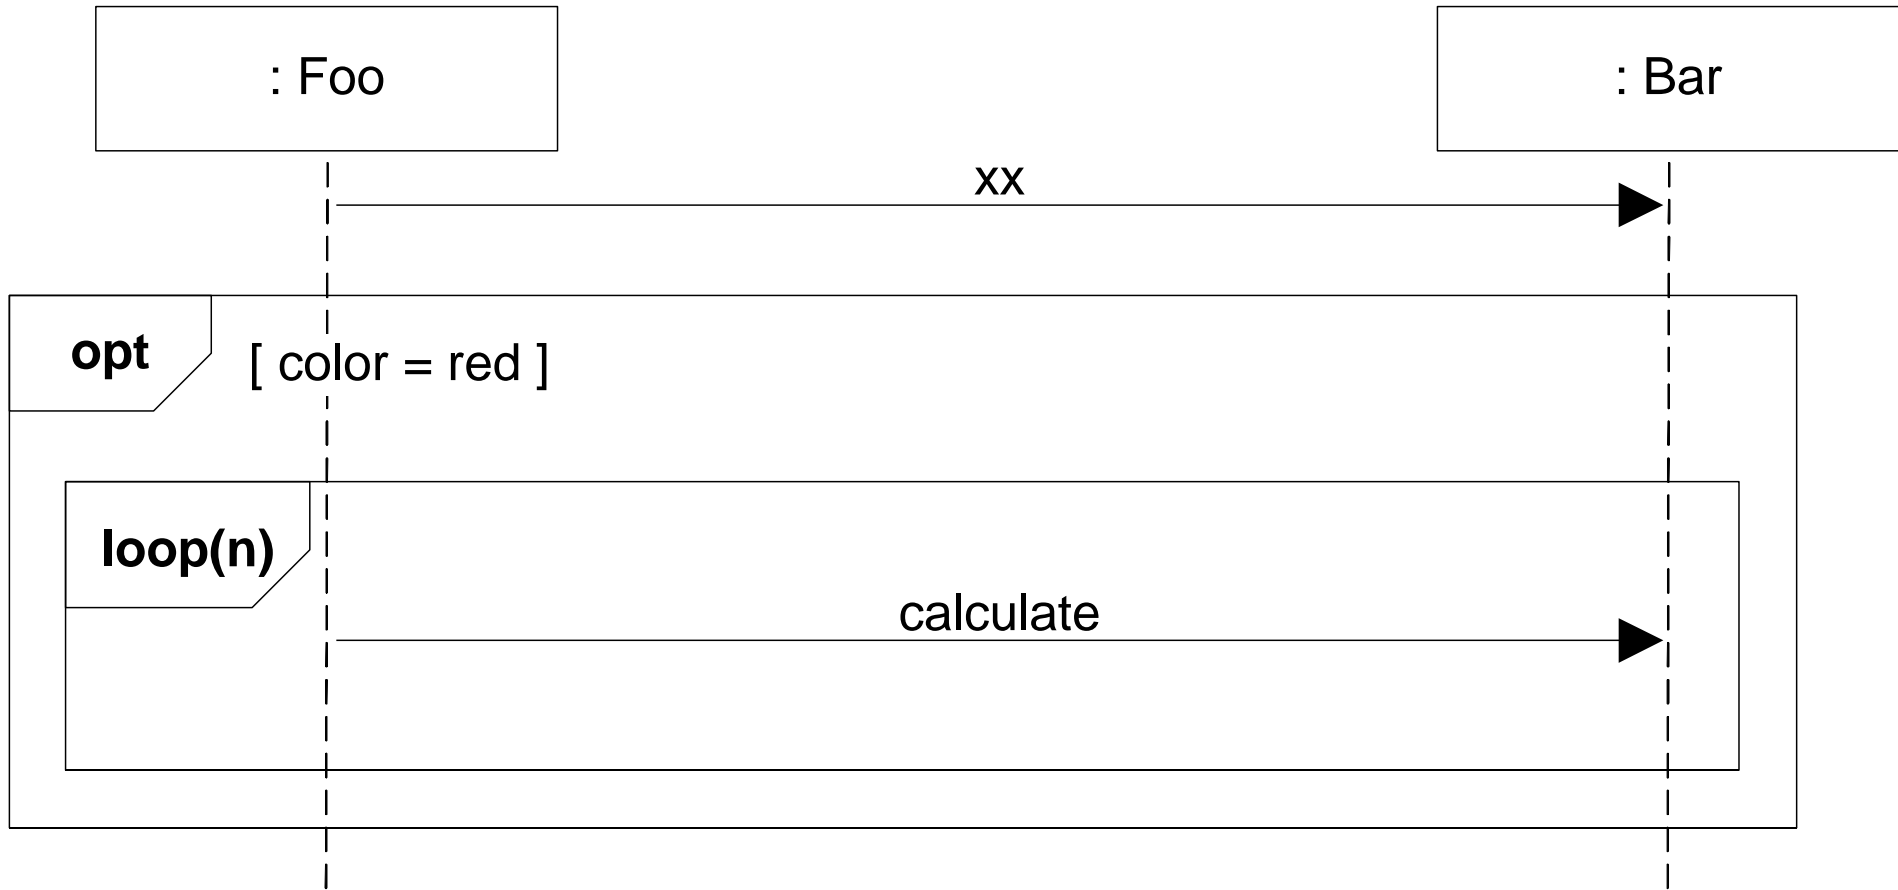 : Foo
: Bar
xx
opt
[ color = red ]
loop(n)
calculate